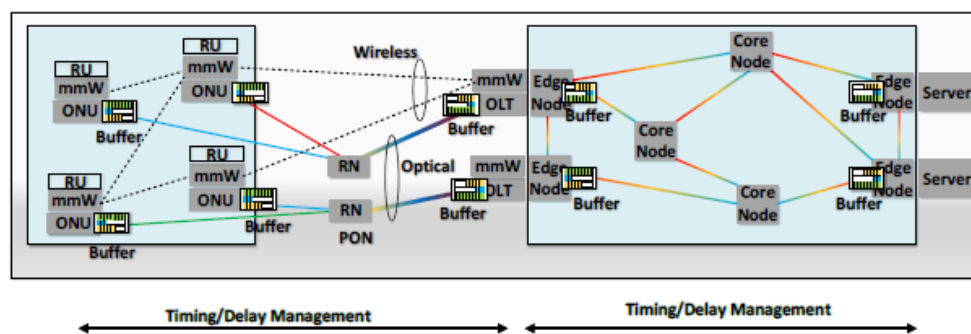 RU
mmW
ONU
Buffer
RU
mmW
ONU
Buffer
RU
mmW
ONU
Buffer
RU
mmW
ONU
Buffer
Wireless
Optical
RN
RN
PON
mmW
OLT
Buffer
mmW
OLT
Buffer
Edge
Node
Buffer
Edge
Node
Buffer
Core
Node
Core
Node
Core
Node
Edge
Node
Buffer
Edge
Node
Buffer
Server
Server
Timing/Delay Management
Timing/Delay Management